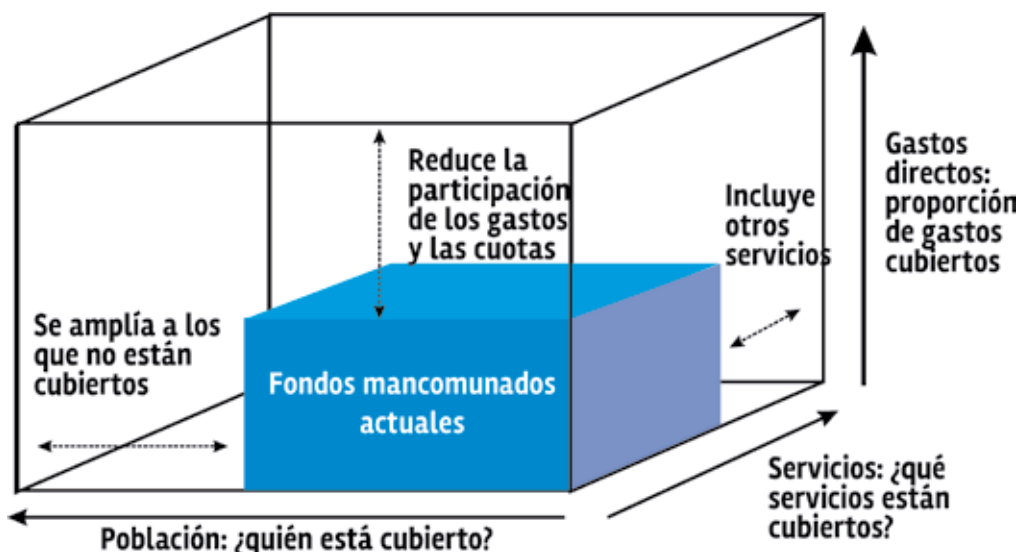 Reduce la
participación
de los gastos
y las cuotas
Incluye
otros
servicios
Gastos
directos:
proporción
de gastos
cubiertos
Se amplía a los
que no están
cubiertos
Fondos mancomunados
actuales
Servicios: ¿qué
servicios están
cubiertos?
Población: ¿quién está cubierto?